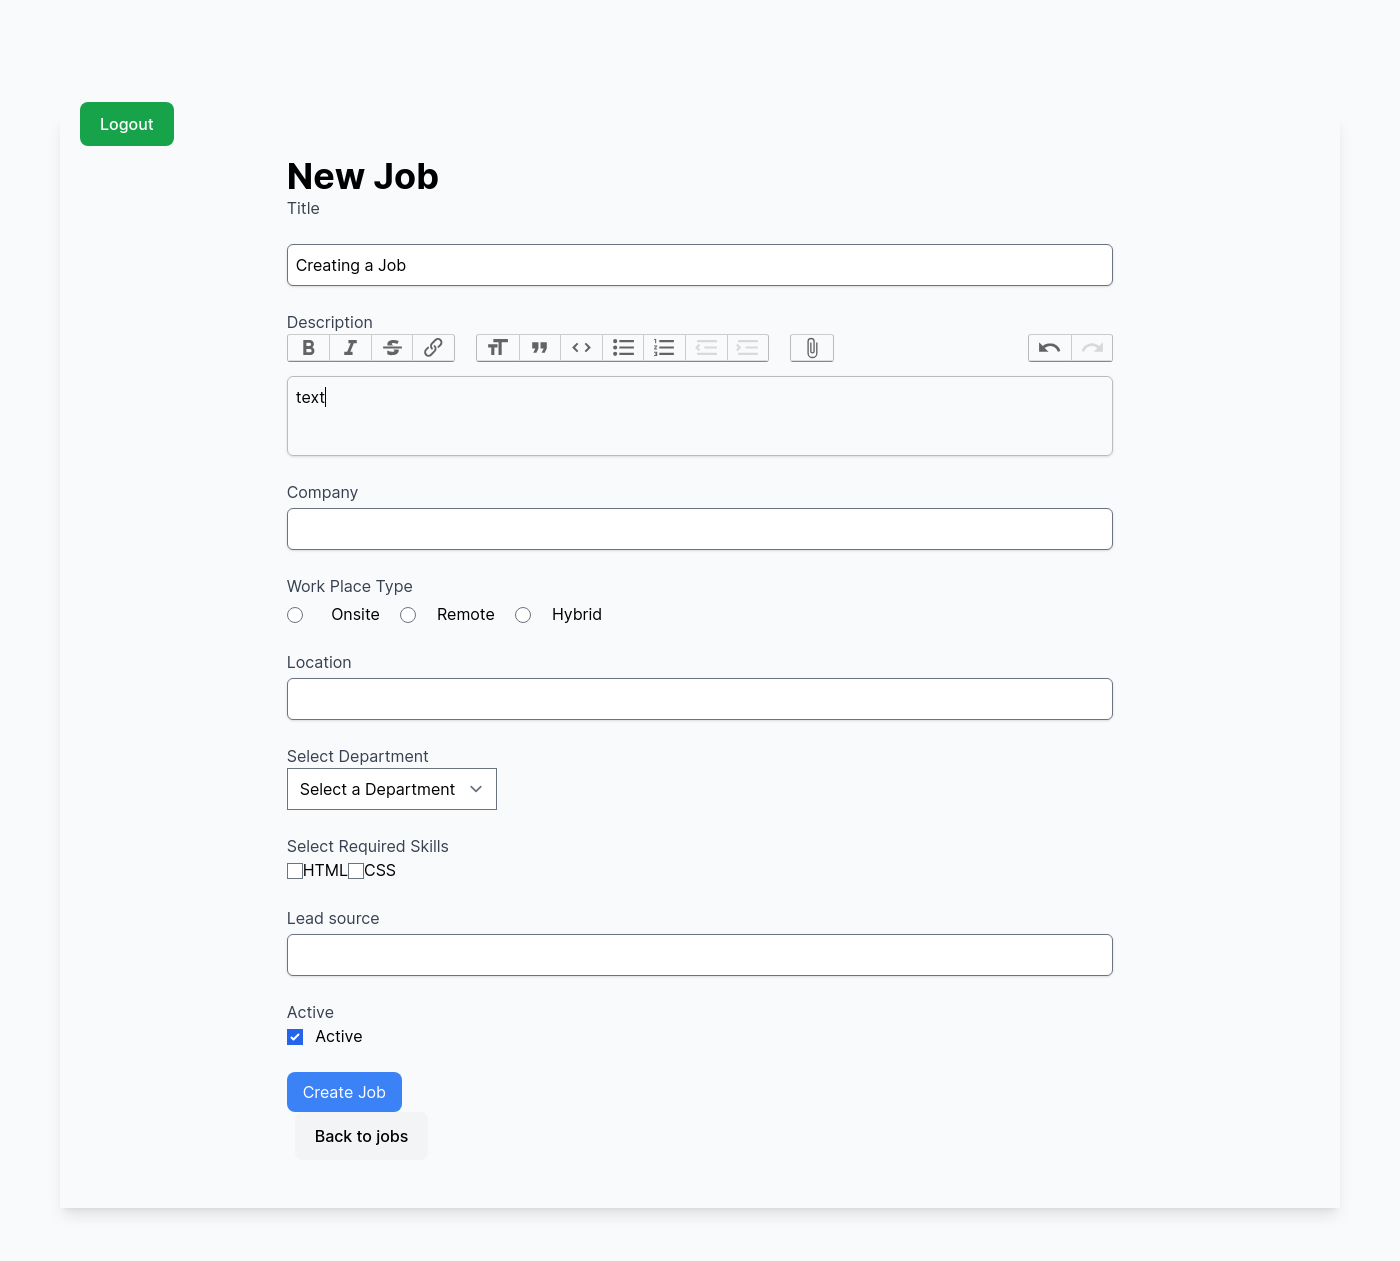 Logout
New Job
Title
Creating a Job
Description
text
Company
Work Place Type
Onsite Remote Hybrid
Location
Select Department
Select a Department
Select Required Skills
HTML CSS
Lead source
Active
Active
Create Job
Back to jobs